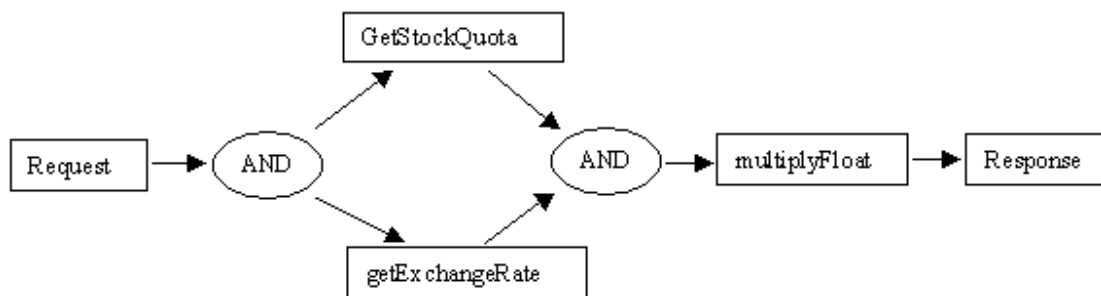 GetStockQuota
Request
AND
AND
multiplyFloat
Response
getExchangeRate